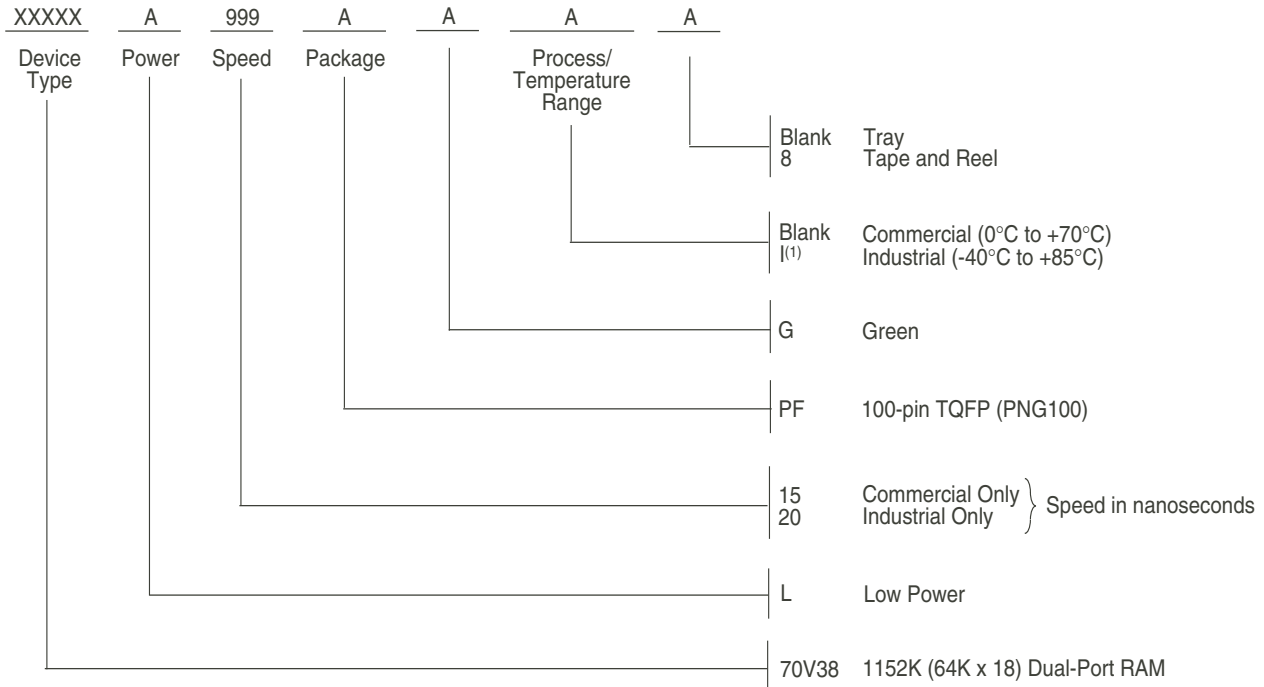 XXXXX A 999 A A A A
Device Type Power Speed Package Process/ Temperature Range
Blank Tray
8 Tape and Reel
Blank Commercial (0°C to +70°C)
I(1) Industrial (-40°C to +85°C)
G Green
PF 100-pin TQFP (PNG100)
15 Commercial Only
20 Industrial Only
Speed in nanoseconds
L Low Power
70V38 1152K (64K x 18) Dual-Port RAM